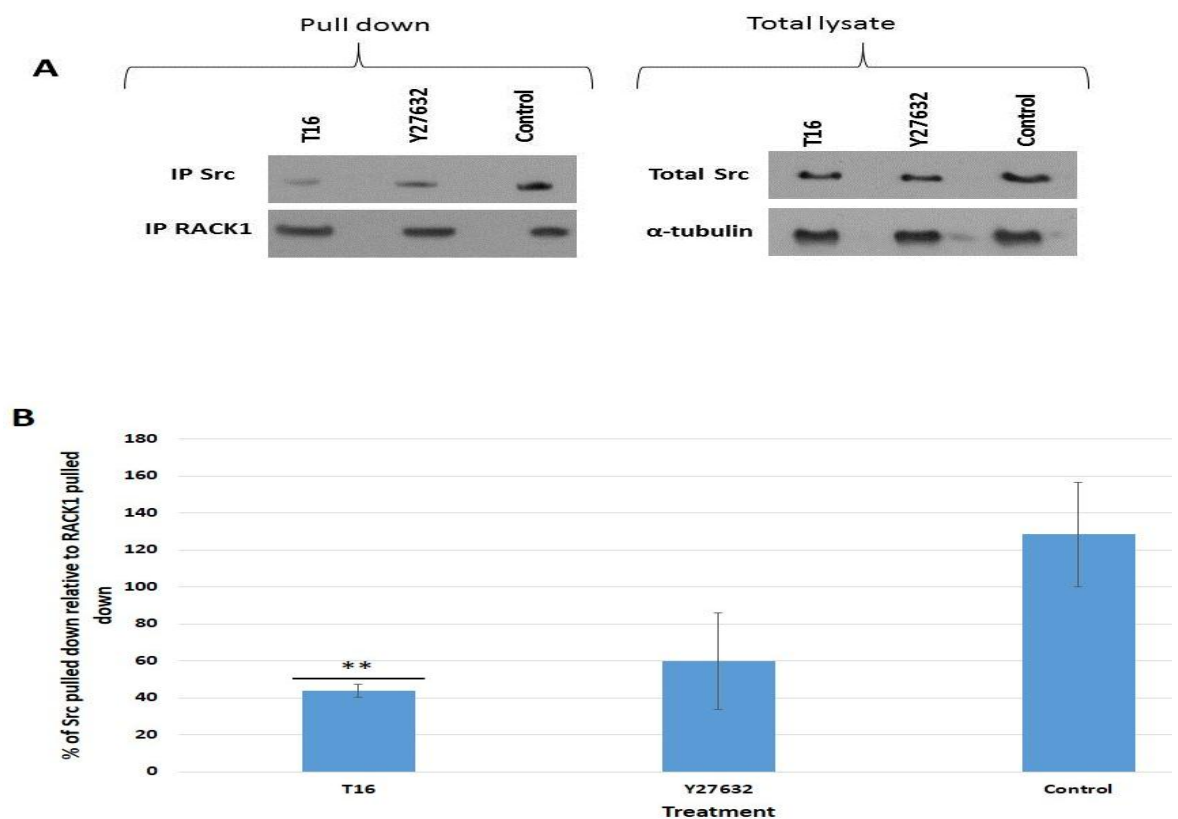 Pull down
Total lysate
A
T16
Y27632
Control
T16
Y27632
Control
IP Src
Total Src
IP RACK1
α-tubulin
B
% of Src pulled down relative to RACK1 pulled
down
180
160
140
120
100
80
60
40
20
0
**
T16
Y27632
Control
Treatment